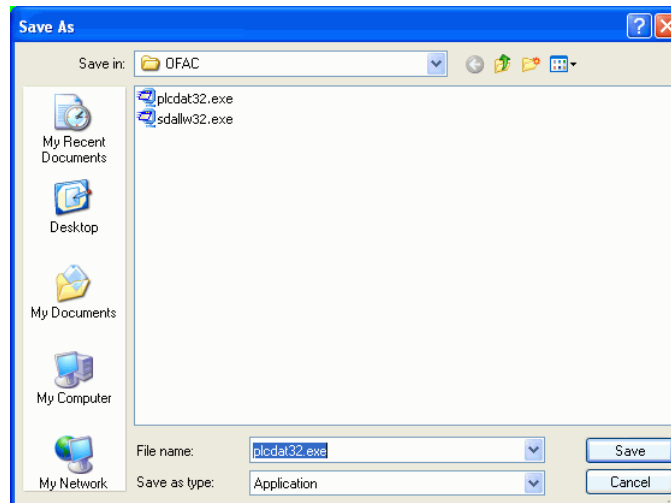 Save As
Save in:
OFAC
plcdat32.exe
sdallw32.exe
My Recent
Documents
Desktop
My Documents
My Computer
My Network
File name:
plcdat32.exe
Save
Save as type:
Application
Cancel